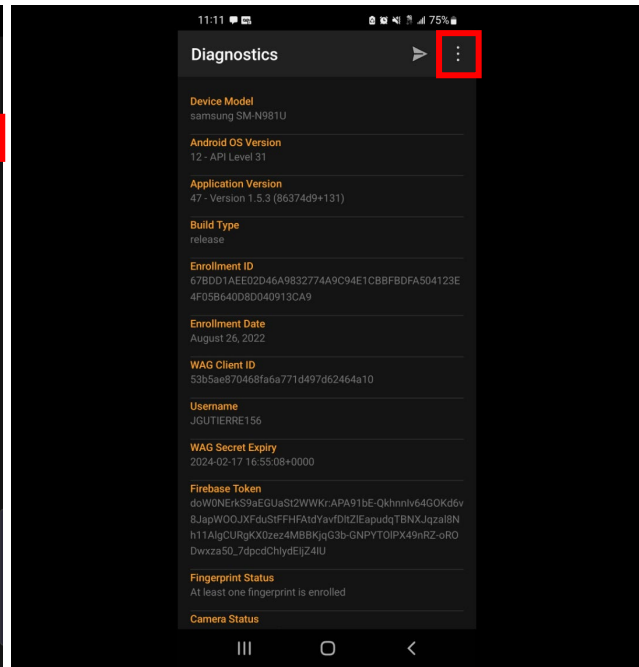 11:11
75%
Diagnostics
Device Model
samsung SM-N981U
Android OS Version
12 - API Level 31
Application Version
47 - Version 1.5.3 (86374d9+131)
Build Type
release
Enrollment ID
67BDD1AEE02D46A9832774A9C94E1CBBFBDFA504123E
4F05B640D8D040913CA9
Enrollment Date
August 26, 2022
WAG Client ID
53b5ae870468fa6a771d497d62464a10
Username
JGUTIERRE156
WAG Secret Expiry
2024-02-17 16:55:08+0000
Firebase Token
doW0NErkS9aEGUaSt2WWKr:APA91bE-QkhnnIv64GOKd6v
8JapWOOJXFduStFFHFAtdYavfDItZlEapudqTBNXJqzal8N
h11AlgCURgKX0zez4MBBKjqG3b-GNPYTOlPX49nRZ-oRO
Dwxza50_7dpcdChlydEljZ4IU
Fingerprint Status
At least one fingerprint is enrolled
Camera Status